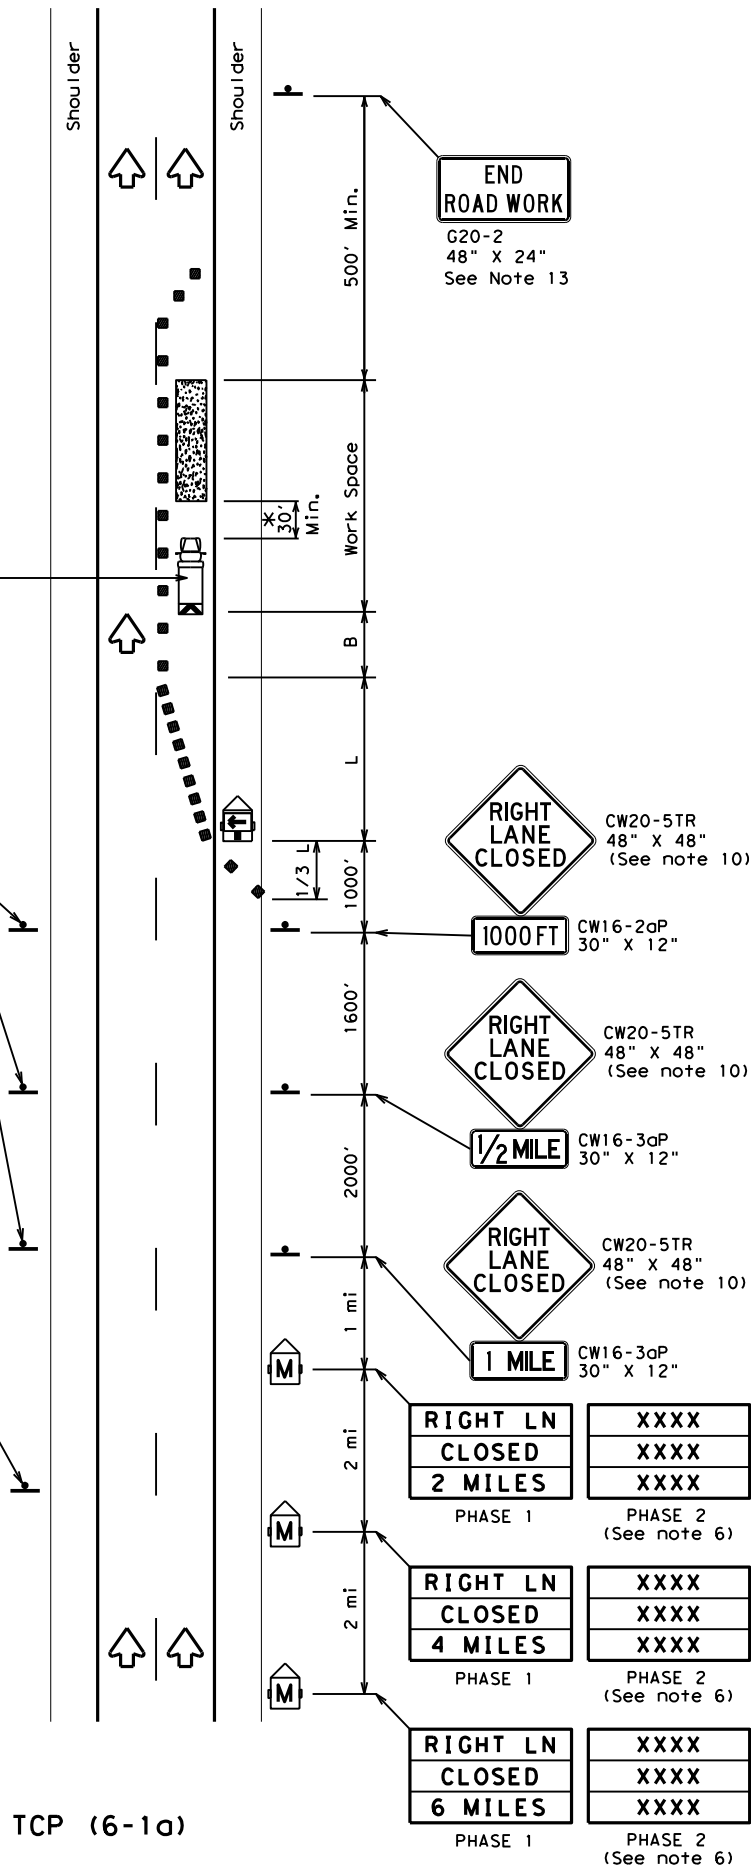 Shoulder
Shoulder
END
ROAD WORK
G20-2
48" X 24"
See Note 13
500' Min.
Work Space
*
30'
Min.
B
L
1/3 L
1000'
RIGHT
LANE
CLOSED
CW20-5TR
48" X 48"
(See note 10)
1000 FT
CW16-2aP
30" X 12"
1600'
RIGHT
LANE
CLOSED
CW20-5TR
48" X 48"
(See note 10)
1/2 MILE
CW16-3aP
30" X 12"
2000'
RIGHT
LANE
CLOSED
CW20-5TR
48" X 48"
(See note 10)
1 MILE
CW16-3aP
30" X 12"
1 mi
M
RIGHT LN
CLOSED
2 MILES
PHASE 1
XXXX
XXXX
XXXX
PHASE 2
(See note 6)
2 mi
M
RIGHT LN
CLOSED
4 MILES
PHASE 1
XXXX
XXXX
XXXX
PHASE 2
(See note 6)
2 mi
M
RIGHT LN
CLOSED
6 MILES
PHASE 1
XXXX
XXXX
XXXX
PHASE 2
(See note 6)
TCP (6-1a)